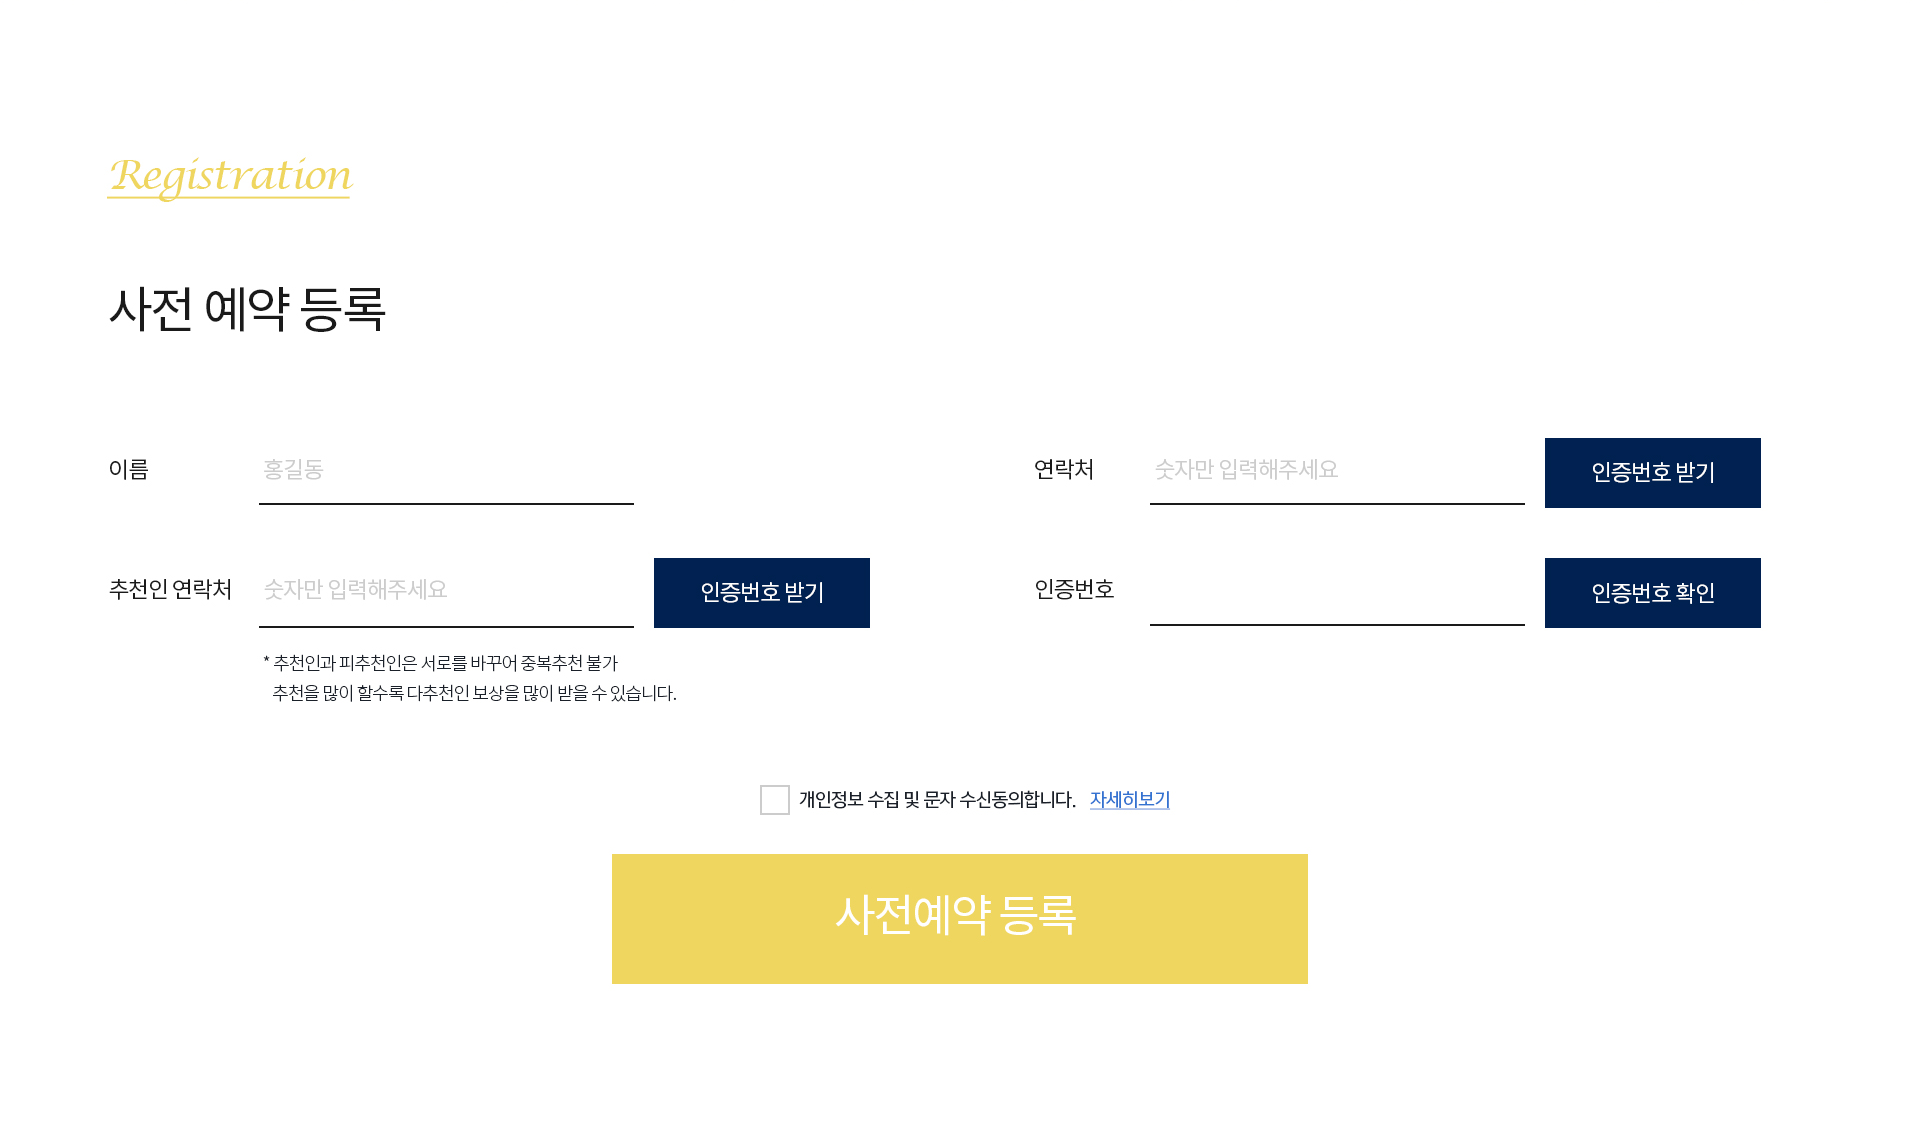 Registration
사전 예약 등록
이름 홍길동 연락처 숫자만 입력해주세요 인증번호 받기
추천인 연락처 숫자만 입력해주세요 인증번호 받기 인증번호 인증번호 확인
* 추천인과 피추천인은 서로를 바꾸어 중복추천 불가
추천을 많이 할수록 다추천인 보상을 많이 받을 수 있습니다.
개인정보 수집 및 문자 수신동의합니다. 자세히보기
사전예약 등록